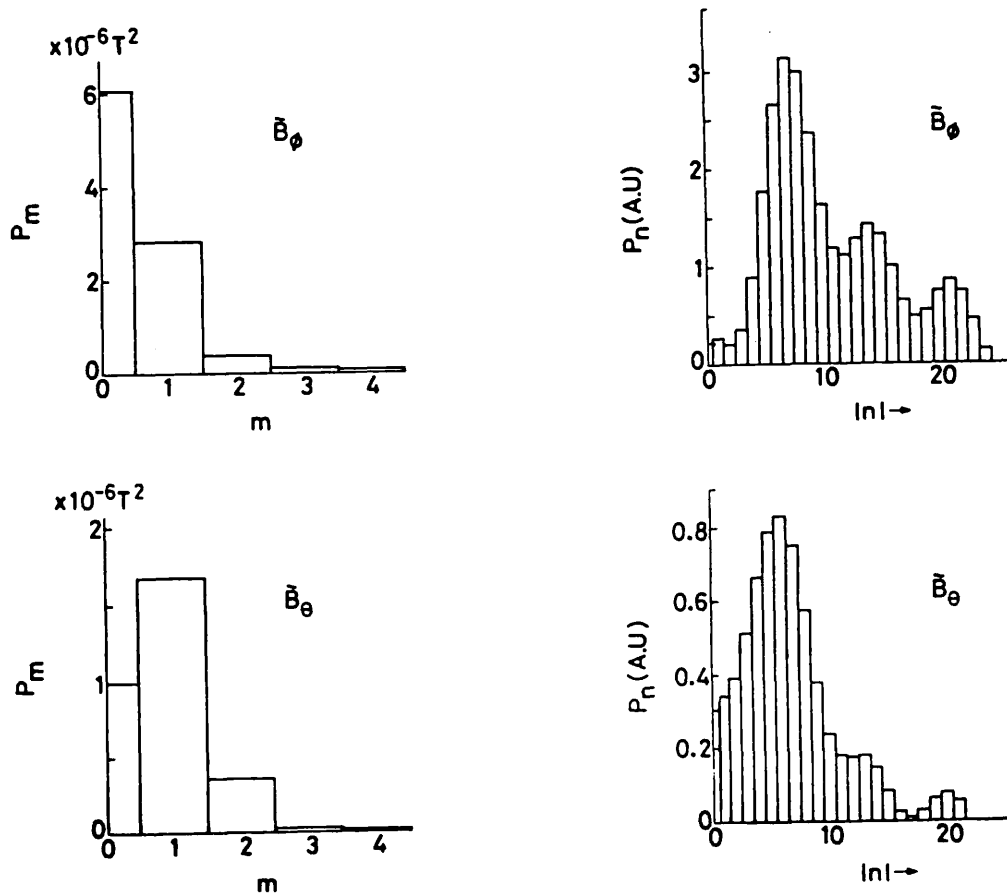 x10⁻⁶T²
6
4
2
0
P_m
B̃_ϕ
0 1 2 3 4
m
3
2
1
0
P_n (A.U)
B̃_ϕ
0 10 20
|n|→
x10⁻⁶T²
2
1
0
P_m
B̃_θ
0 1 2 3 4
m
0.8
0.6
0.4
0.2
0
P_n (A.U)
B̃_θ
0 10 20
|n|→